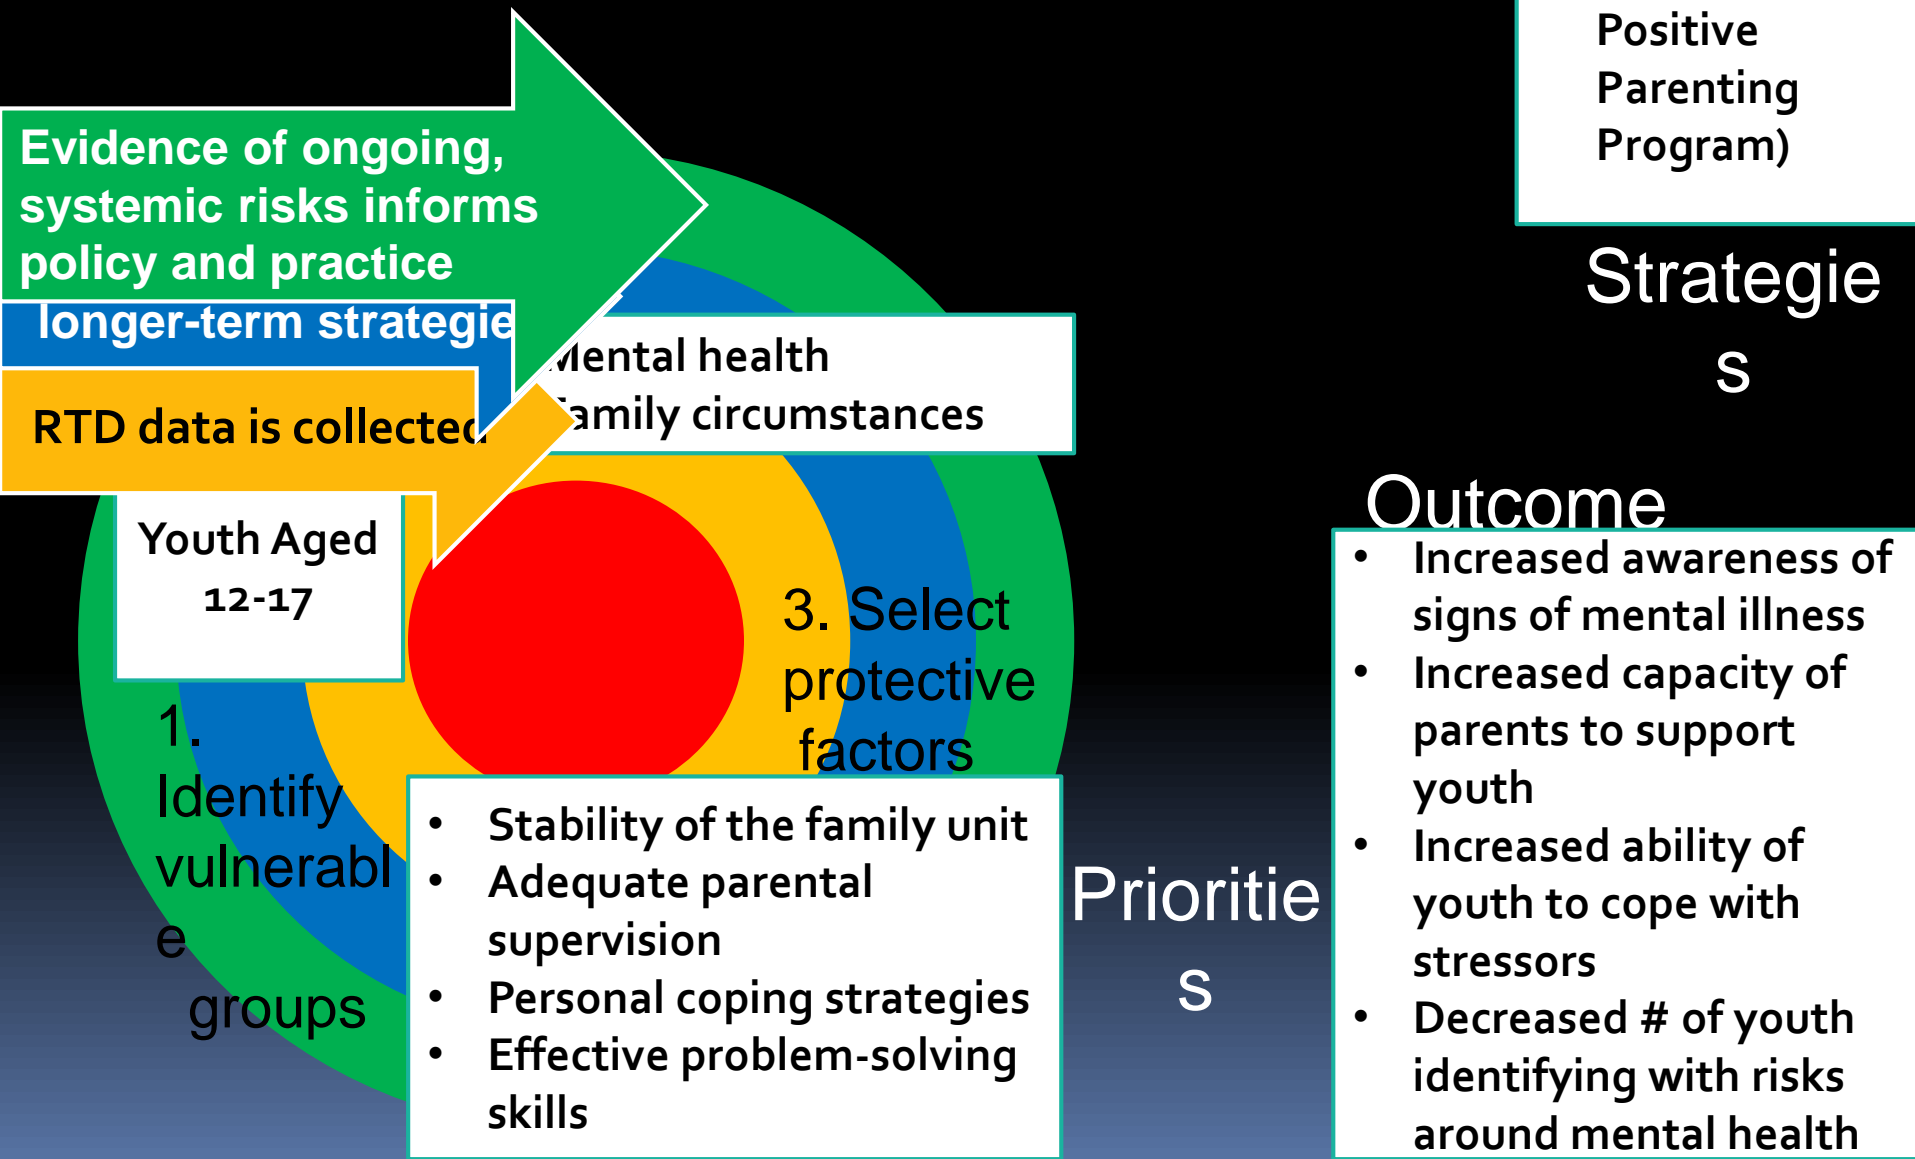 Positive
Parenting
Program)
Evidence of ongoing,
systemic risks informs
policy and practice
longer-term strategie
RTD data is collected
Mental health
Family circumstances
Youth Aged
12-17
1.
Identify
vulnerabl
e
groups
3. Select
protective
factors
• Stability of the family unit
• Adequate parental
supervision
• Personal coping strategies
• Effective problem-solving
skills
Prioritie
s
Strategie
s
Outcome
• Increased awareness of
signs of mental illness
• Increased capacity of
parents to support
youth
• Increased ability of
youth to cope with
stressors
• Decreased # of youth
identifying with risks
around mental health